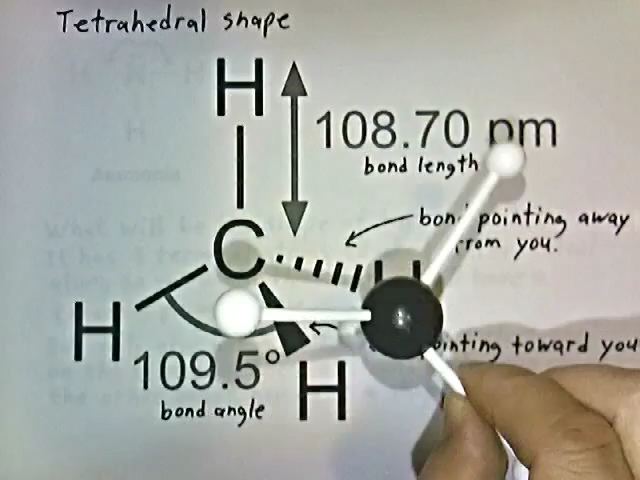 Tetrahedral shape
H
108.70 pm
bond length
bond pointing away
from you.
C
H
pointing toward you
H
109.5°
bond angle
H